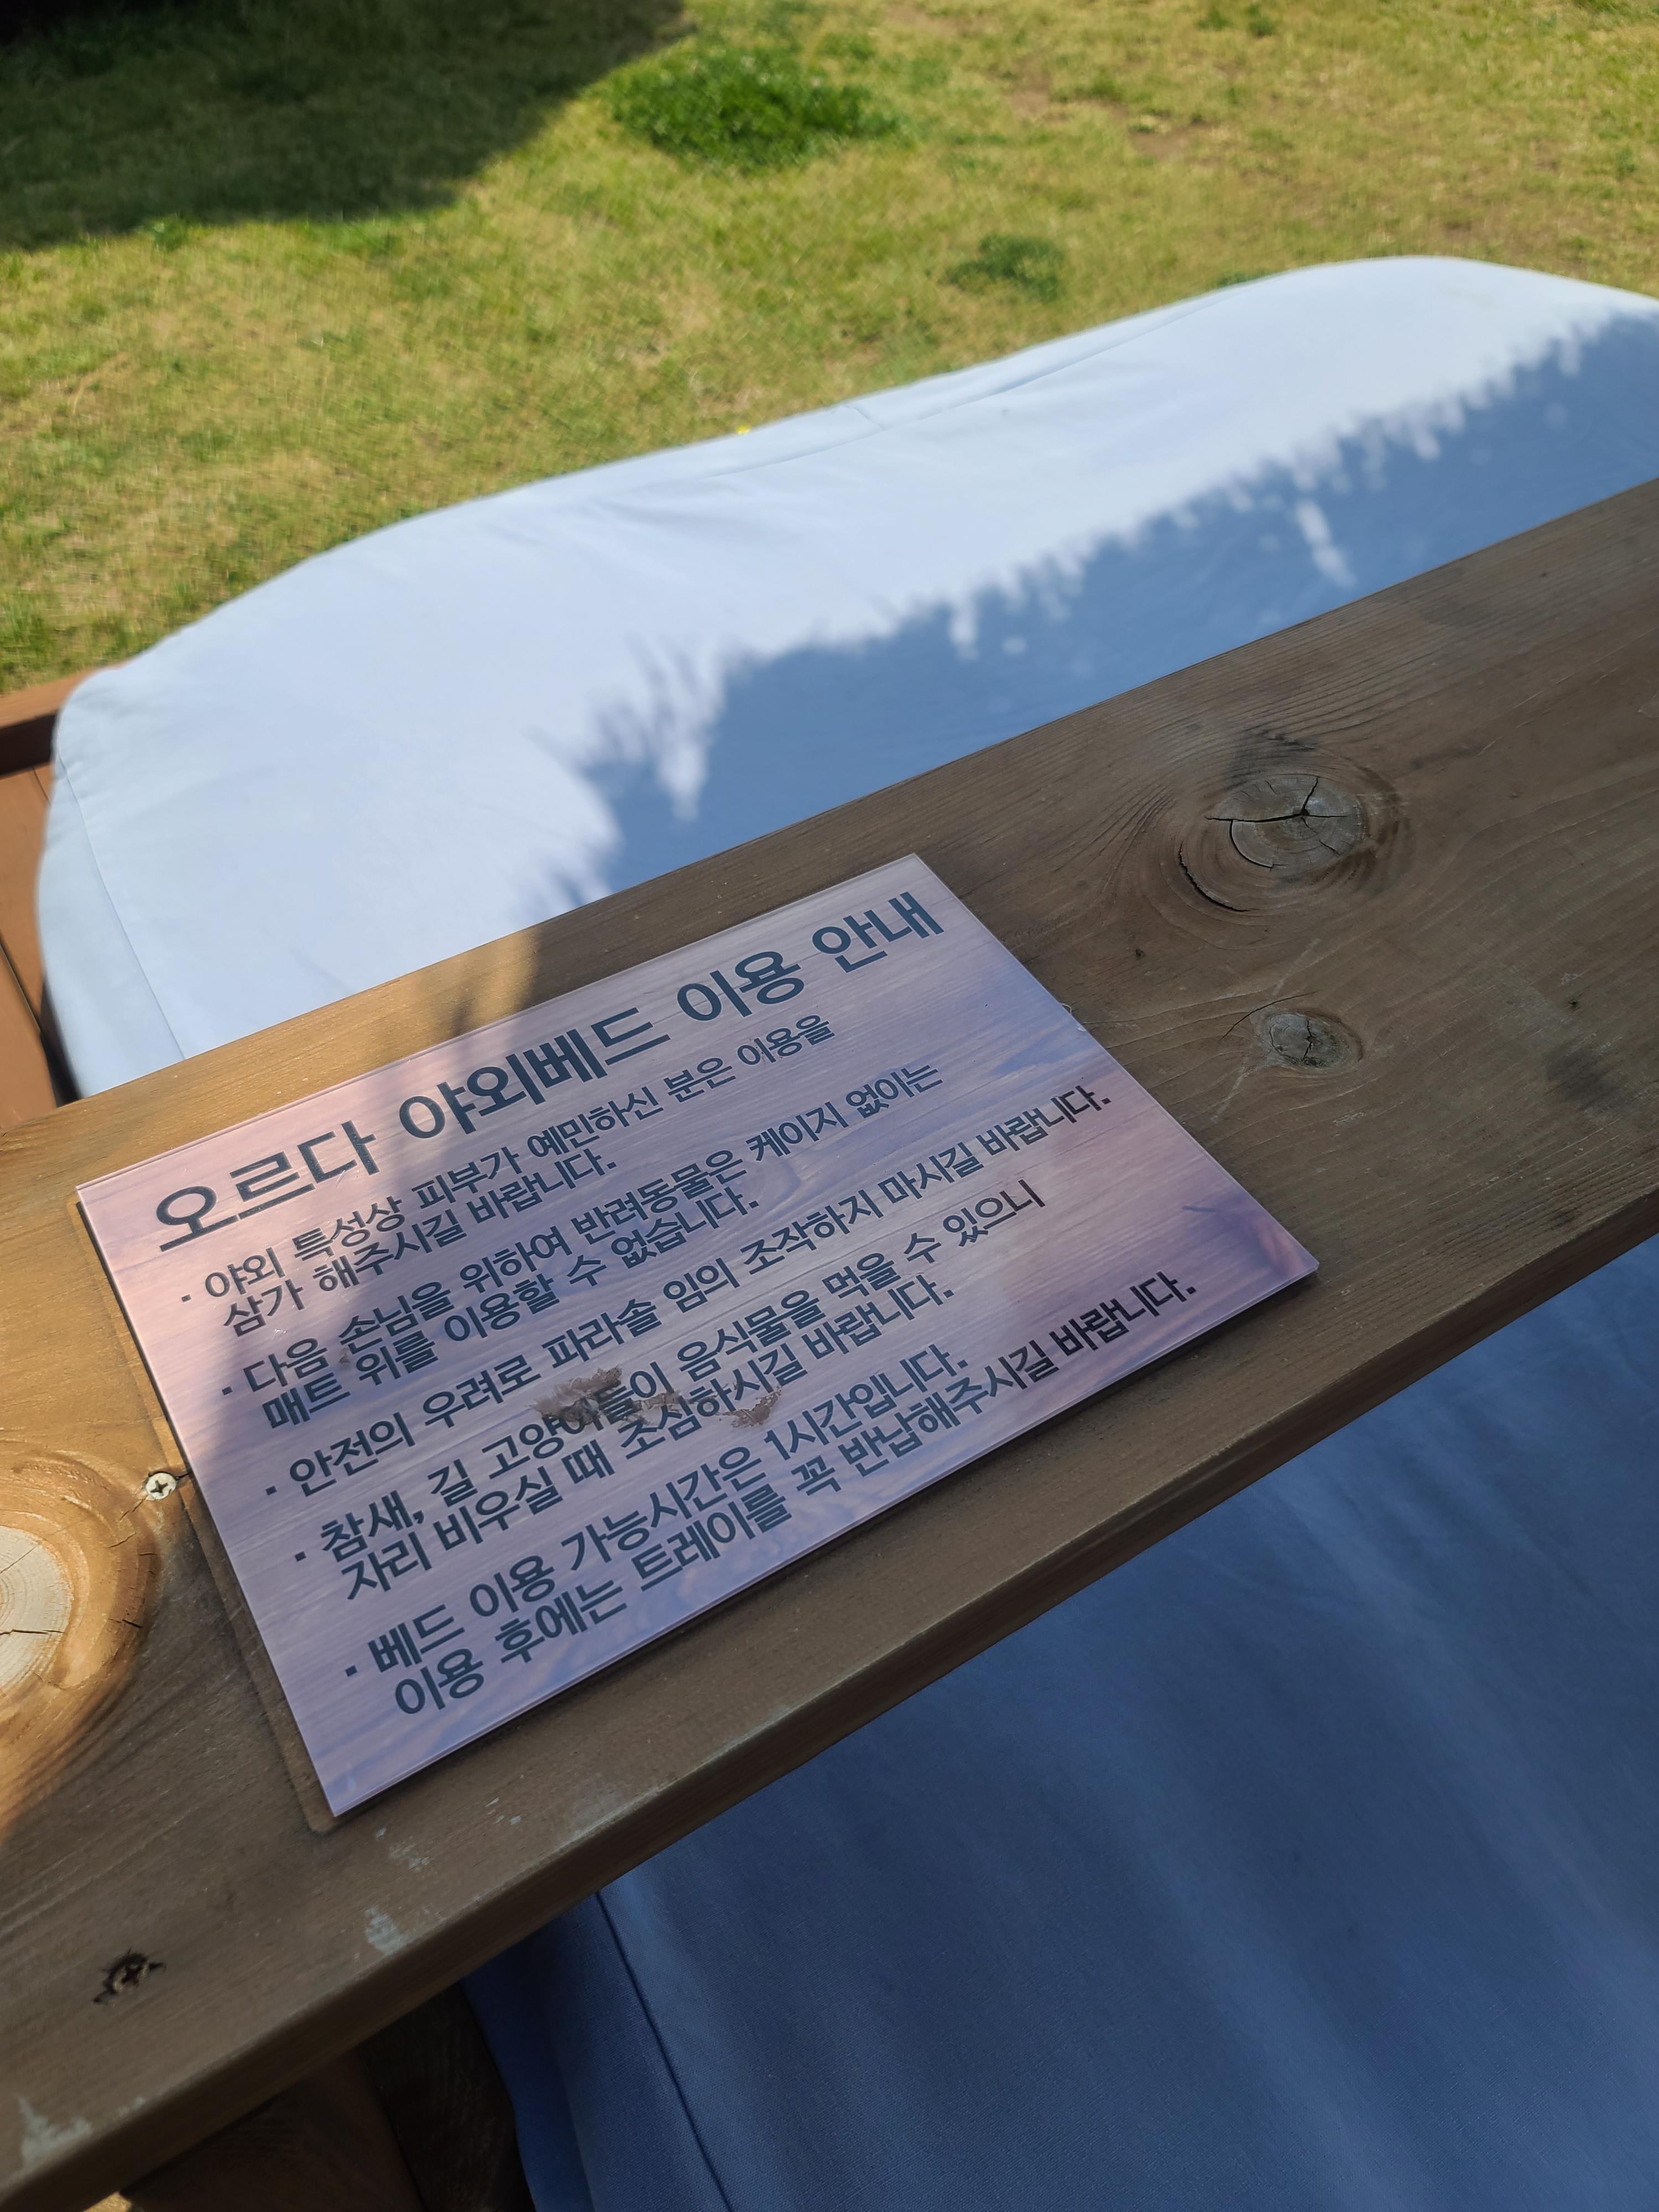 오르다 야외베드 이용 안내
· 야외 특성상 피부가 예민하신 분은 이용을
삼가 해주시길 바랍니다.
· 다음 손님을 위하여 반려동물은 케이지 없이는
매트 위를 이용할 수 없습니다.
· 안전의 우려로 파라솔 임의 조작하지 마시길 바랍니다.
· 참새, 길 고양이들이 음식물을 먹을 수 있으니
자리 비우실 때 조심하시길 바랍니다.
· 베드 이용 가능시간은 1시간입니다.
이용 후에는 트레이를 꼭 반납해주시길 바랍니다.